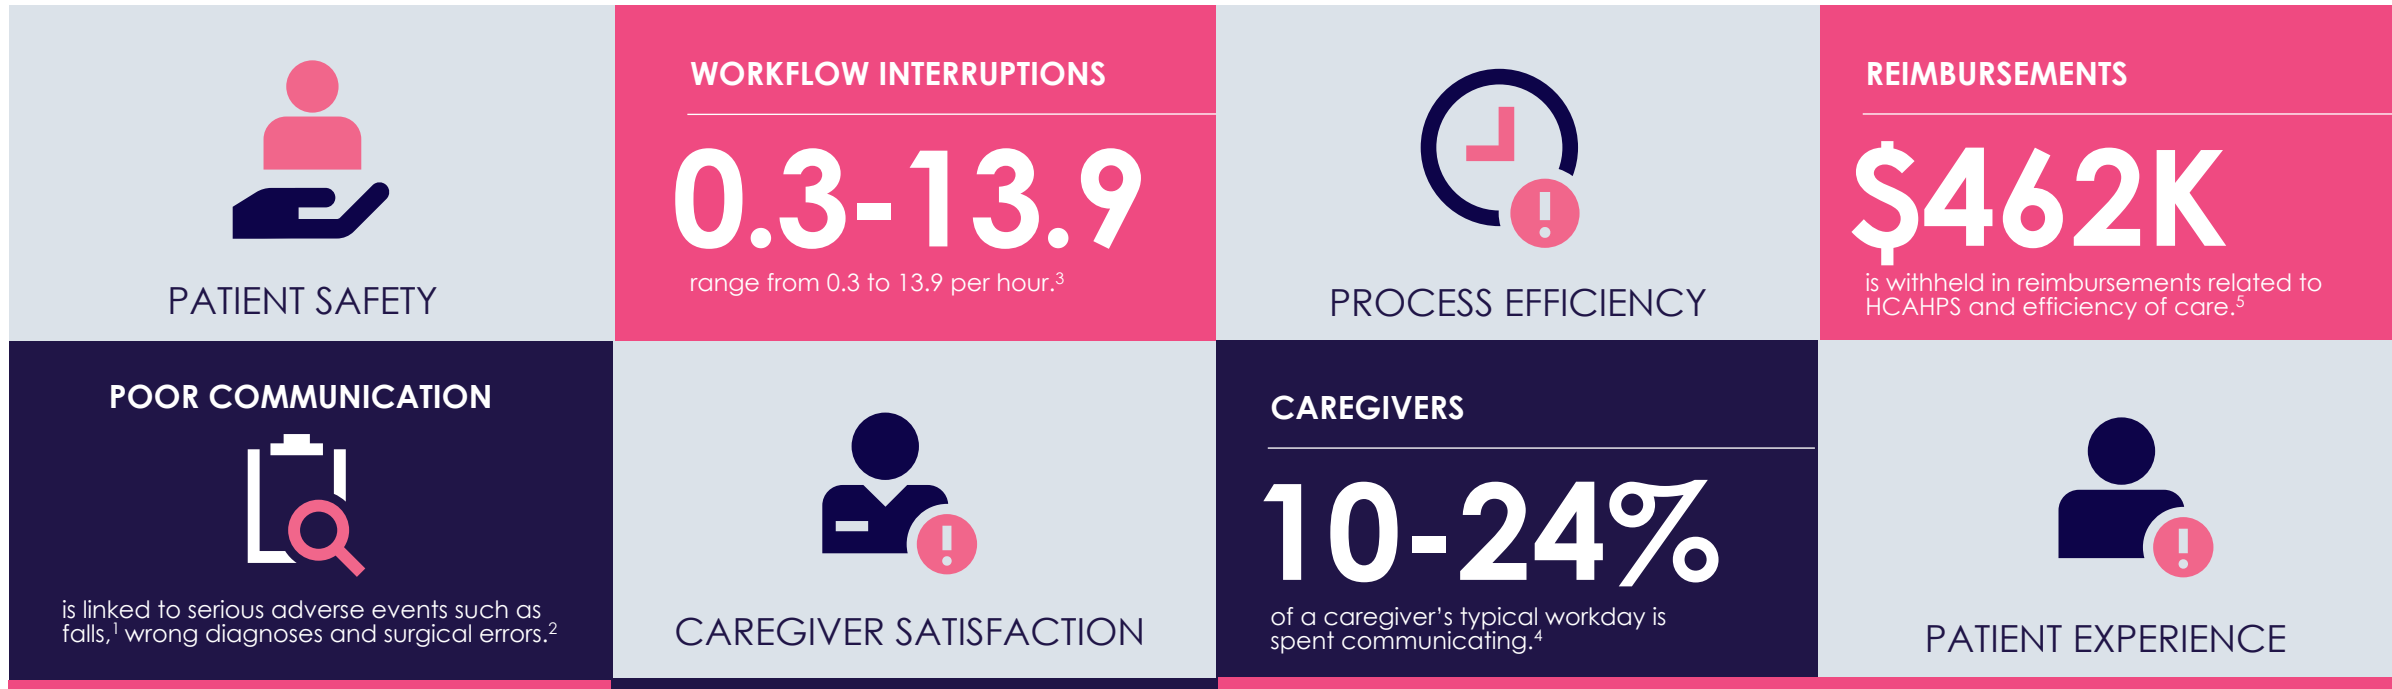 PATIENT SAFETY
WORKFLOW INTERRUPTIONS
0.3-13.9
range from 0.3 to 13.9 per hour.3
PROCESS EFFICIENCY
REIMBURSEMENTS
$462K
is withheld in reimbursements related to
HCAHPS and efficiency of care.5
POOR COMMUNICATION
is linked to serious adverse events such as
falls,1 wrong diagnoses and surgical errors.2
CAREGIVER SATISFACTION
CAREGIVERS
10-24%
of a caregiver’s typical workday is
spent communicating.4
PATIENT EXPERIENCE